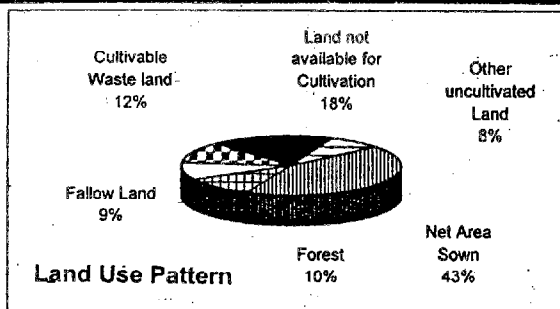 Cultivable
Waste land
12%
Land not
available for
Cultivation
18%
Other
uncultivated
Land
8%
Fallow Land
9%
Land Use Pattern
Forest
10%
Net Area
Sown
43%